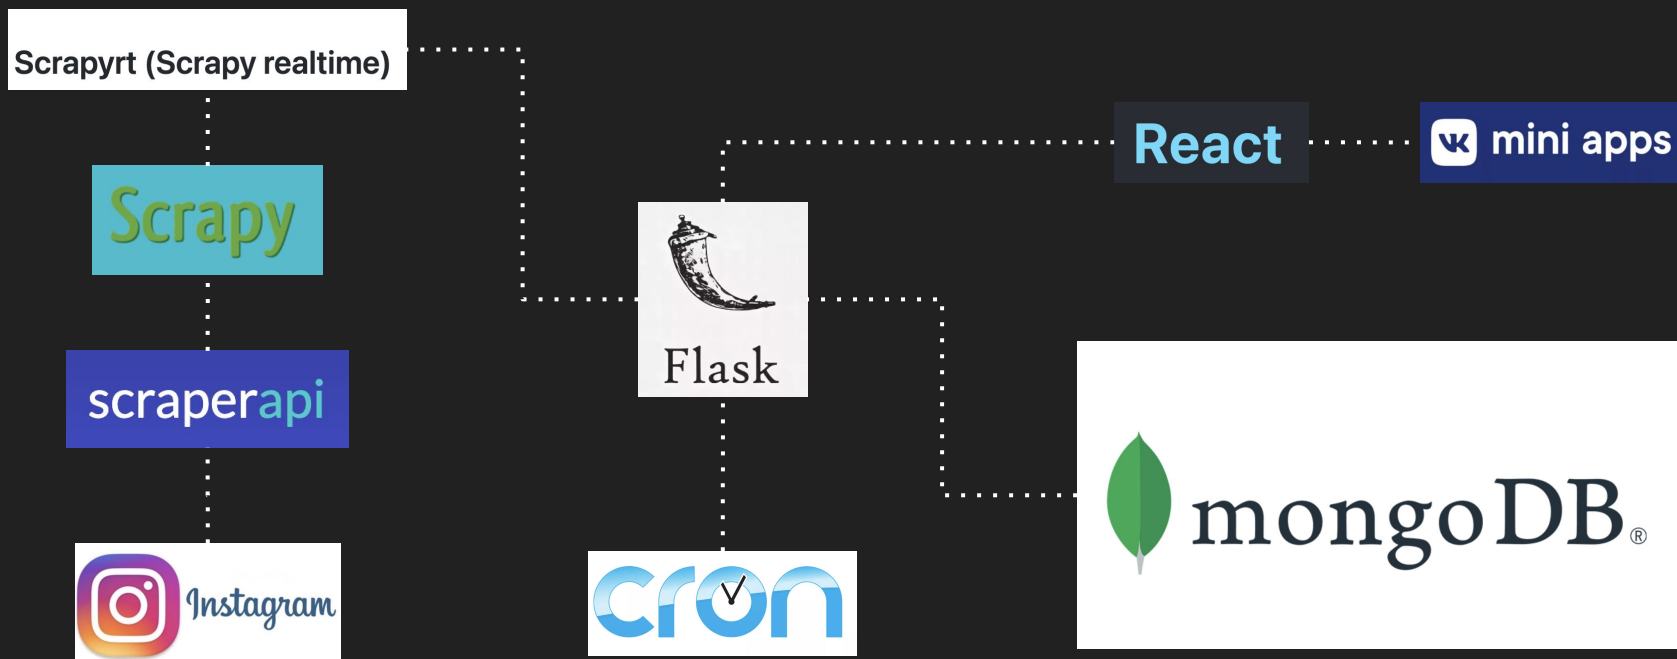 Scrapyrt (Scrapy realtime)
Scrapy
scraperapi
Instagram
Flask
cron
React
mini apps
mongoDB®